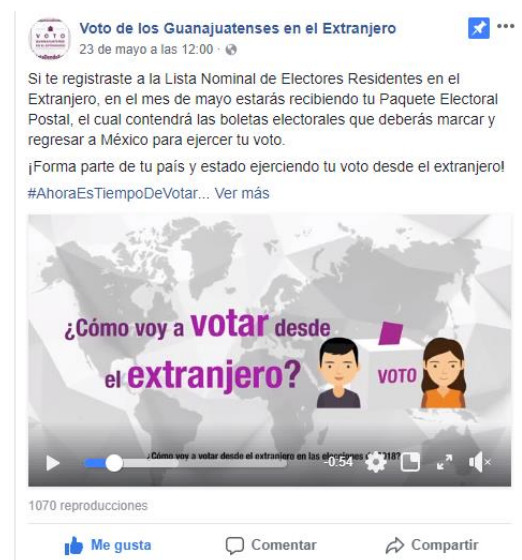 VOTO
Voto de los Guanajuatenses en el Extranjero
23 de mayo a las 12:00 ·
Si te registraste a la Lista Nominal de Electores Residentes en el
Extranjero, en el mes de mayo estarás recibiendo tu Paquete Electoral
Postal, el cual contendrá las boletas electorales que deberás marcar y
regresar a México para ejercer tu voto.
¡Forma parte de tu país y estado ejerciendo tu voto desde el extranjero!
#AhoraEsTiempoDeVotar... Ver más
¿Cómo voy a votar desde
el extranjero?
VOTO
¿Cómo voy a votar desde el extranjero en las elecciones
-0:54
1070 reproducciones
Me gusta
Comentar
Compartir